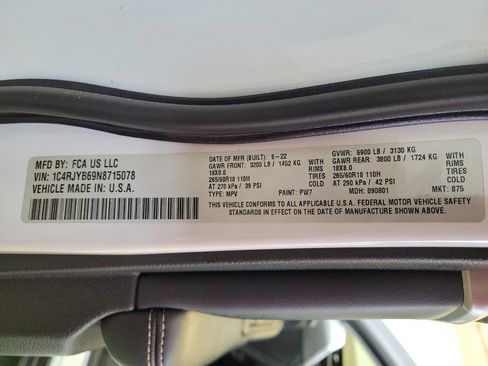 MFD BY: FCA US LLC
VIN: 1C4RJYB69N8715078
VEHICLE MADE IN: U.S.A.
DATE OF MFR (BUILT): 9-22
GAWR FRONT: 3200 LB / 1452 KG WITH
18X8.0 RIMS
265/60R18 110H TIRES
AT 270 kPa / 39 PSI COLD
TYPE: MPV PAINT: PW7
GVWR: 6900 LB / 3130 KG
GAWR REAR: 3800 LB / 1724 KG WITH
18X8.0 RIMS
265/60R18 110H TIRES
AT 290 kPa / 42 PSI COLD
MDH: 090801 MKT: 875
THIS VEHICLE CONFORMS TO ALL APPLICABLE U.S.A. FEDERAL MOTOR VEHICLE SAFETY
STANDARDS IN EFFECT ON THE DATE OF MANUFACTURE SHOWN ABOVE.